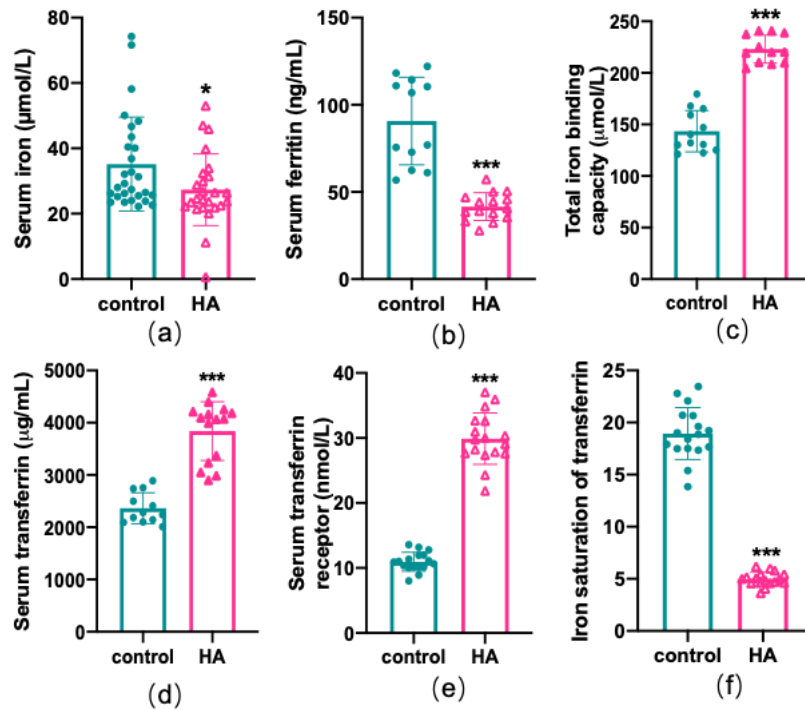 Serum iron (μmol/L)
80
60
40
20
0
*
control HA
(a)
Serum ferritin (ng/mL)
150
100
50
0
***
control HA
(b)
Total iron binding
capacity (μmol/L)
250
200
150
100
50
0
***
control HA
(c)
Serum transferrin (μg/mL)
5000
4000
3000
2000
1000
0
***
control HA
(d)
Serum transferrin
receptor (nmol/L)
40
30
20
10
0
***
control HA
(e)
Iron saturation of transferrin
25
20
15
10
5
0
***
control HA
(f)